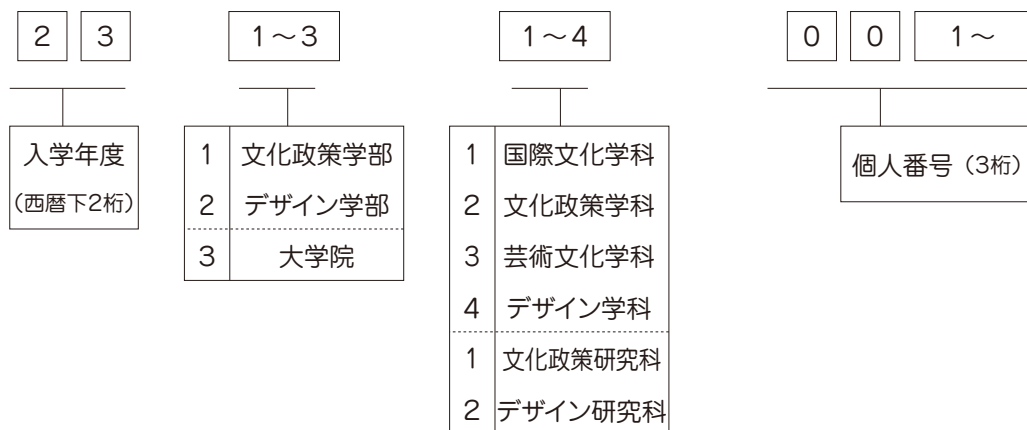 2 3 1～3 1～4 0 0 1～
入学年度
(西暦下2桁)
1 文化政策学部
2 デザイン学部
3 大学院
1 国際文化学科
2 文化政策学科
3 芸術文化学科
4 デザイン学科
1 文化政策研究科
2 デザイン研究科
個人番号（3桁）